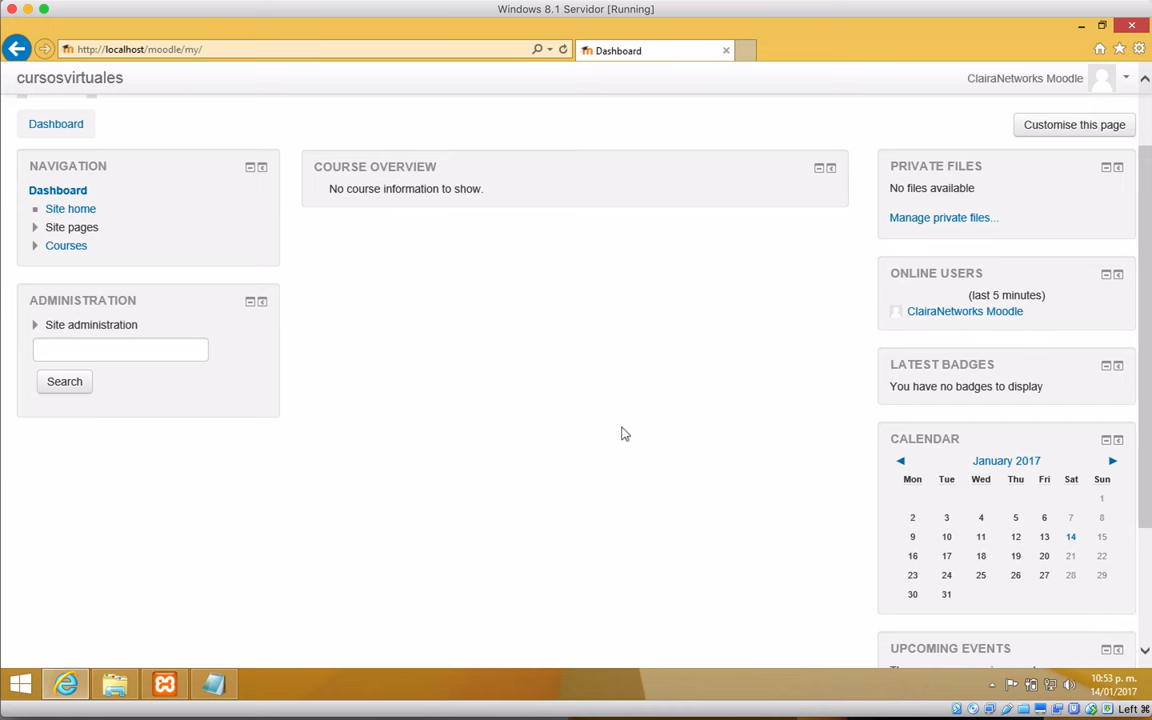 Windows 8.1 Servidor [Running]
http://localhost/moodle/my/
Dashboard
cursosvirtuales
ClairaNetworks Moodle
Dashboard
Customise this page
NAVIGATION
Dashboard
Site home
Site pages
Courses
ADMINISTRATION
Site administration
Search
COURSE OVERVIEW
No course information to show.
PRIVATE FILES
No files available
Manage private files...
ONLINE USERS
(last 5 minutes)
ClairaNetworks Moodle
LATEST BADGES
You have no badges to display
CALENDAR
January 2017
Mon Tue Wed Thu Fri Sat Sun
1
2 3 4 5 6 7 8
9 10 11 12 13 14 15
16 17 18 19 20 21 22
23 24 25 26 27 28 29
30 31
UPCOMING EVENTS
10:53 p. m.
14/01/2017
Left ⌘